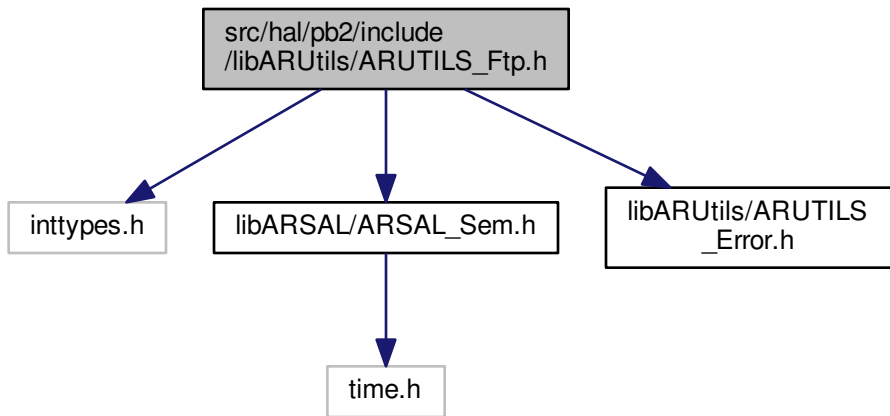 src/hal/pb2/include
/libARUtils/ARUTILS_Ftp.h
inttypes.h
libARSAL/ARSAL_Sem.h
libARUtils/ARUTILS
_Error.h
time.h